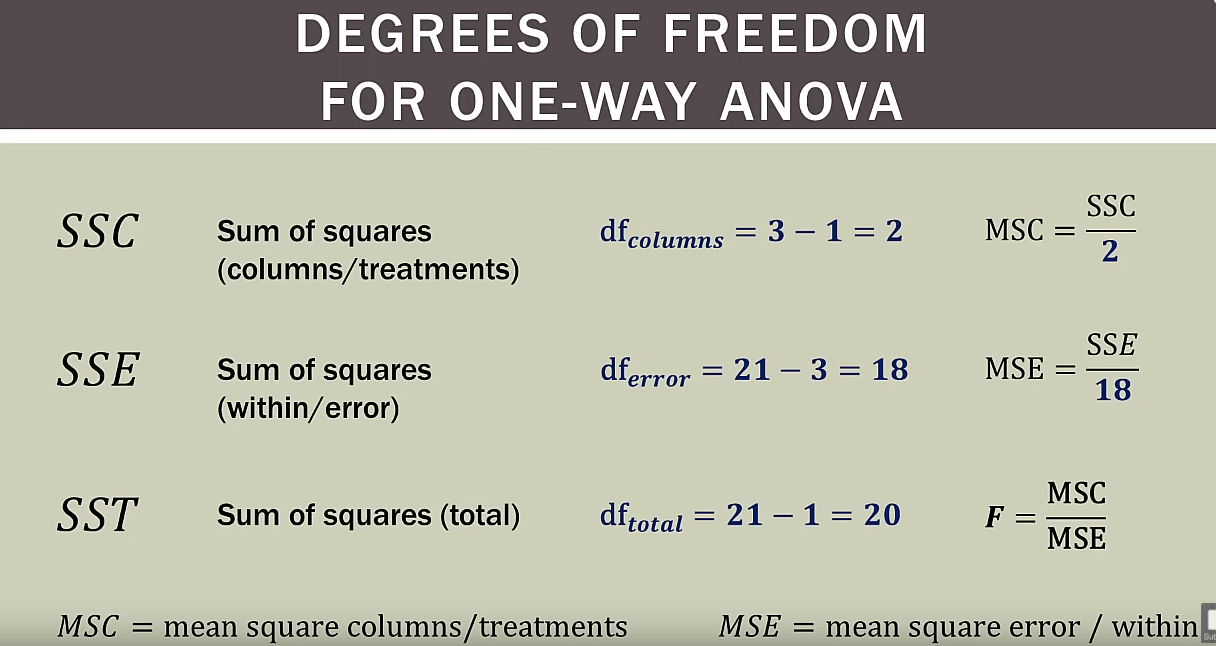 DEGREES OF FREEDOM
FOR ONE-WAY ANOVA
SSC Sum of squares (columns/treatments) df_columns = 3 − 1 = 2 MSC = SSC/2
SSE Sum of squares (within/error) df_error = 21 − 3 = 18 MSE = SSE/18
SST Sum of squares (total) df_total = 21 − 1 = 20 F = MSC/MSE
MSC = mean square columns/treatments MSE = mean square error / within